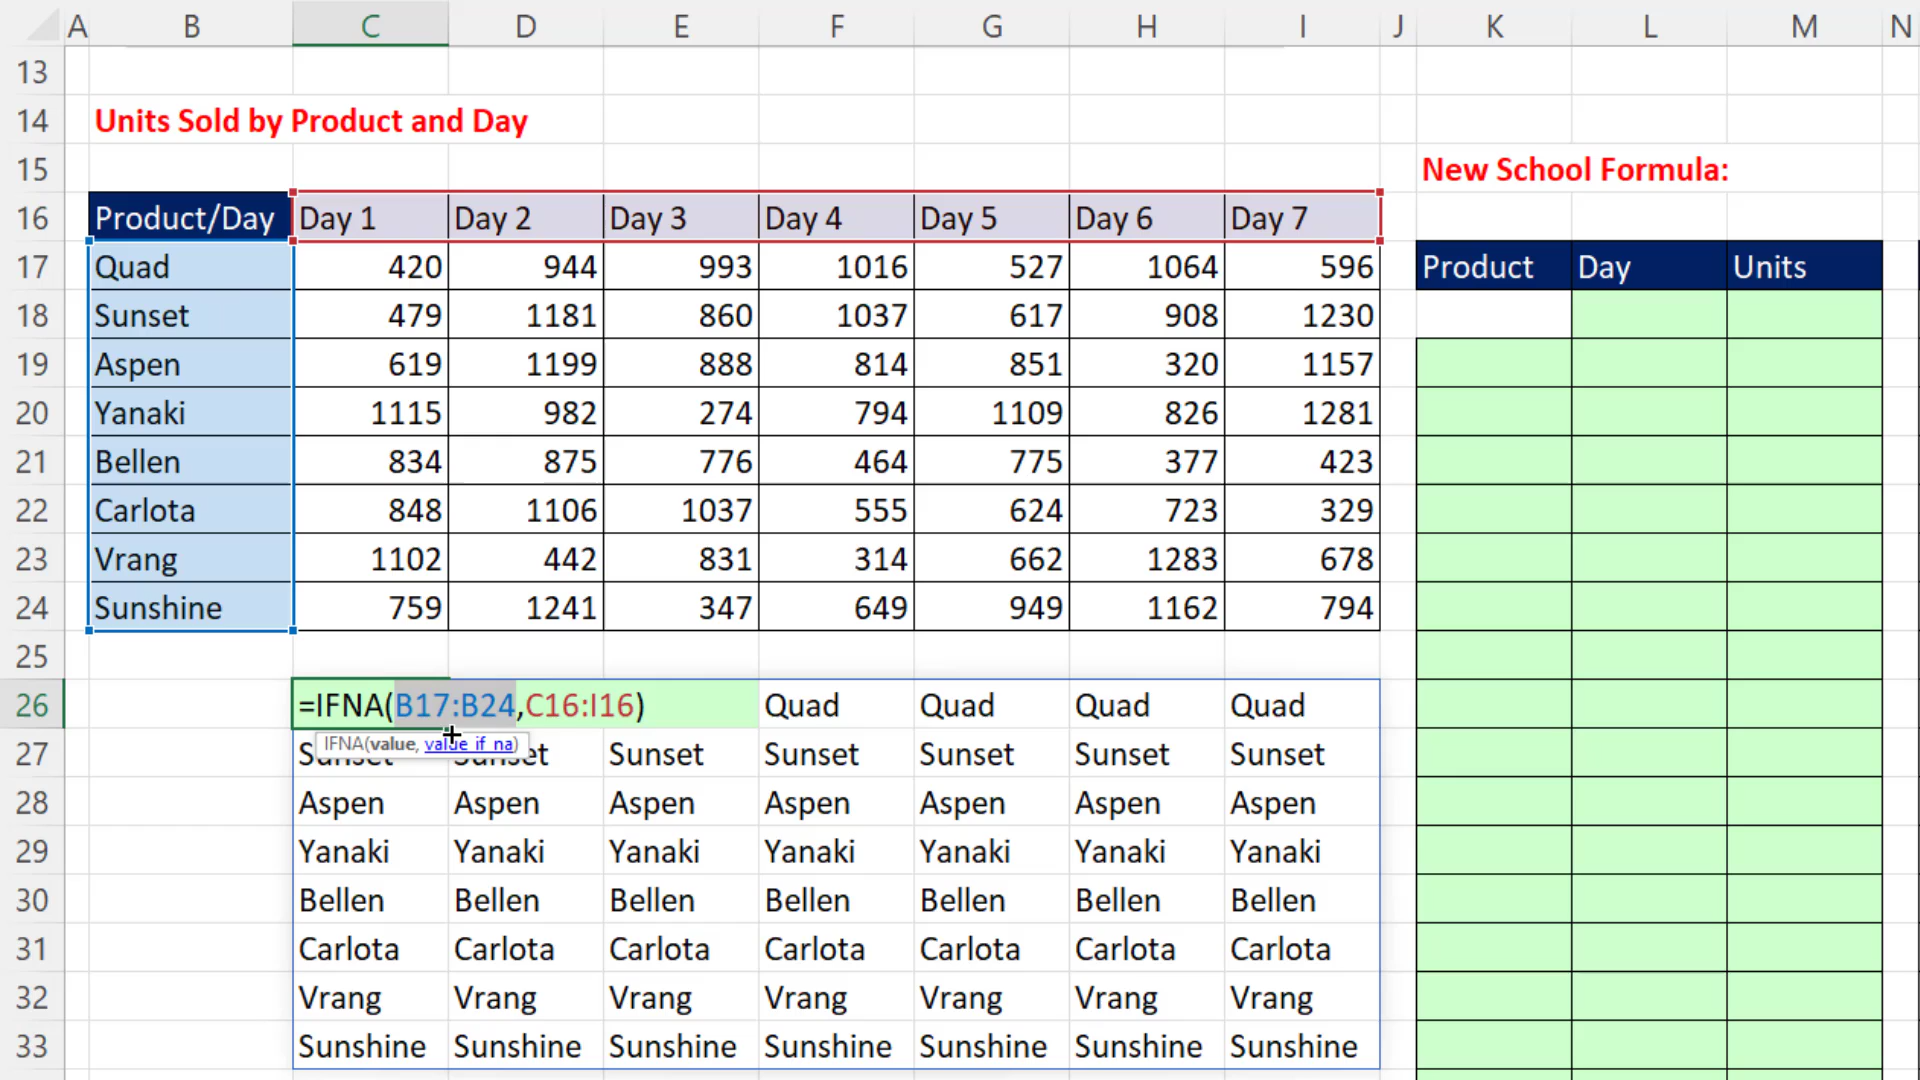 A B C D E F G H I J K L M N
13
14 Units Sold by Product and Day
15 New School Formula:
16 Product/Day Day 1 Day 2 Day 3 Day 4 Day 5 Day 6 Day 7
17 Quad 420 944 993 1016 527 1064 596 Product Day Units
18 Sunset 479 1181 860 1037 617 908 1230
19 Aspen 619 1199 888 814 851 320 1157
20 Yanaki 1115 982 274 794 1109 826 1281
21 Bellen 834 875 776 464 775 377 423
22 Carlota 848 1106 1037 555 624 723 329
23 Vrang 1102 442 831 314 662 1283 678
24 Sunshine 759 1241 347 649 949 1162 794
25
26 =IFNA(B17:B24,C16:I16) Quad Quad Quad Quad
IFNA(value, value_if_na)
27 Sunset Sunset Sunset Sunset Sunset Sunset Sunset
28 Aspen Aspen Aspen Aspen Aspen Aspen Aspen
29 Yanaki Yanaki Yanaki Yanaki Yanaki Yanaki Yanaki
30 Bellen Bellen Bellen Bellen Bellen Bellen Bellen
31 Carlota Carlota Carlota Carlota Carlota Carlota Carlota
32 Vrang Vrang Vrang Vrang Vrang Vrang Vrang
33 Sunshine Sunshine Sunshine Sunshine Sunshine Sunshine Sunshine